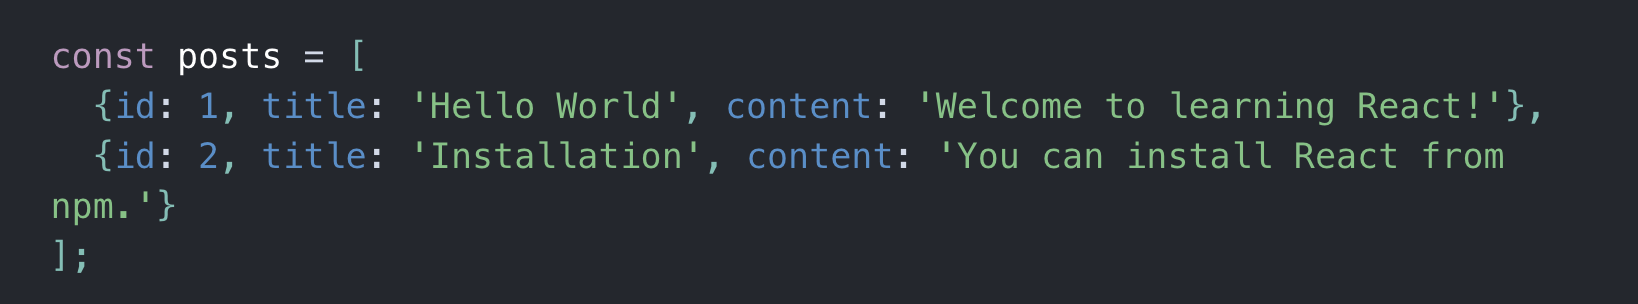 const posts = [
  {id: 1, title: 'Hello World', content: 'Welcome to learning React!'},
  {id: 2, title: 'Installation', content: 'You can install React from
npm.'}
];